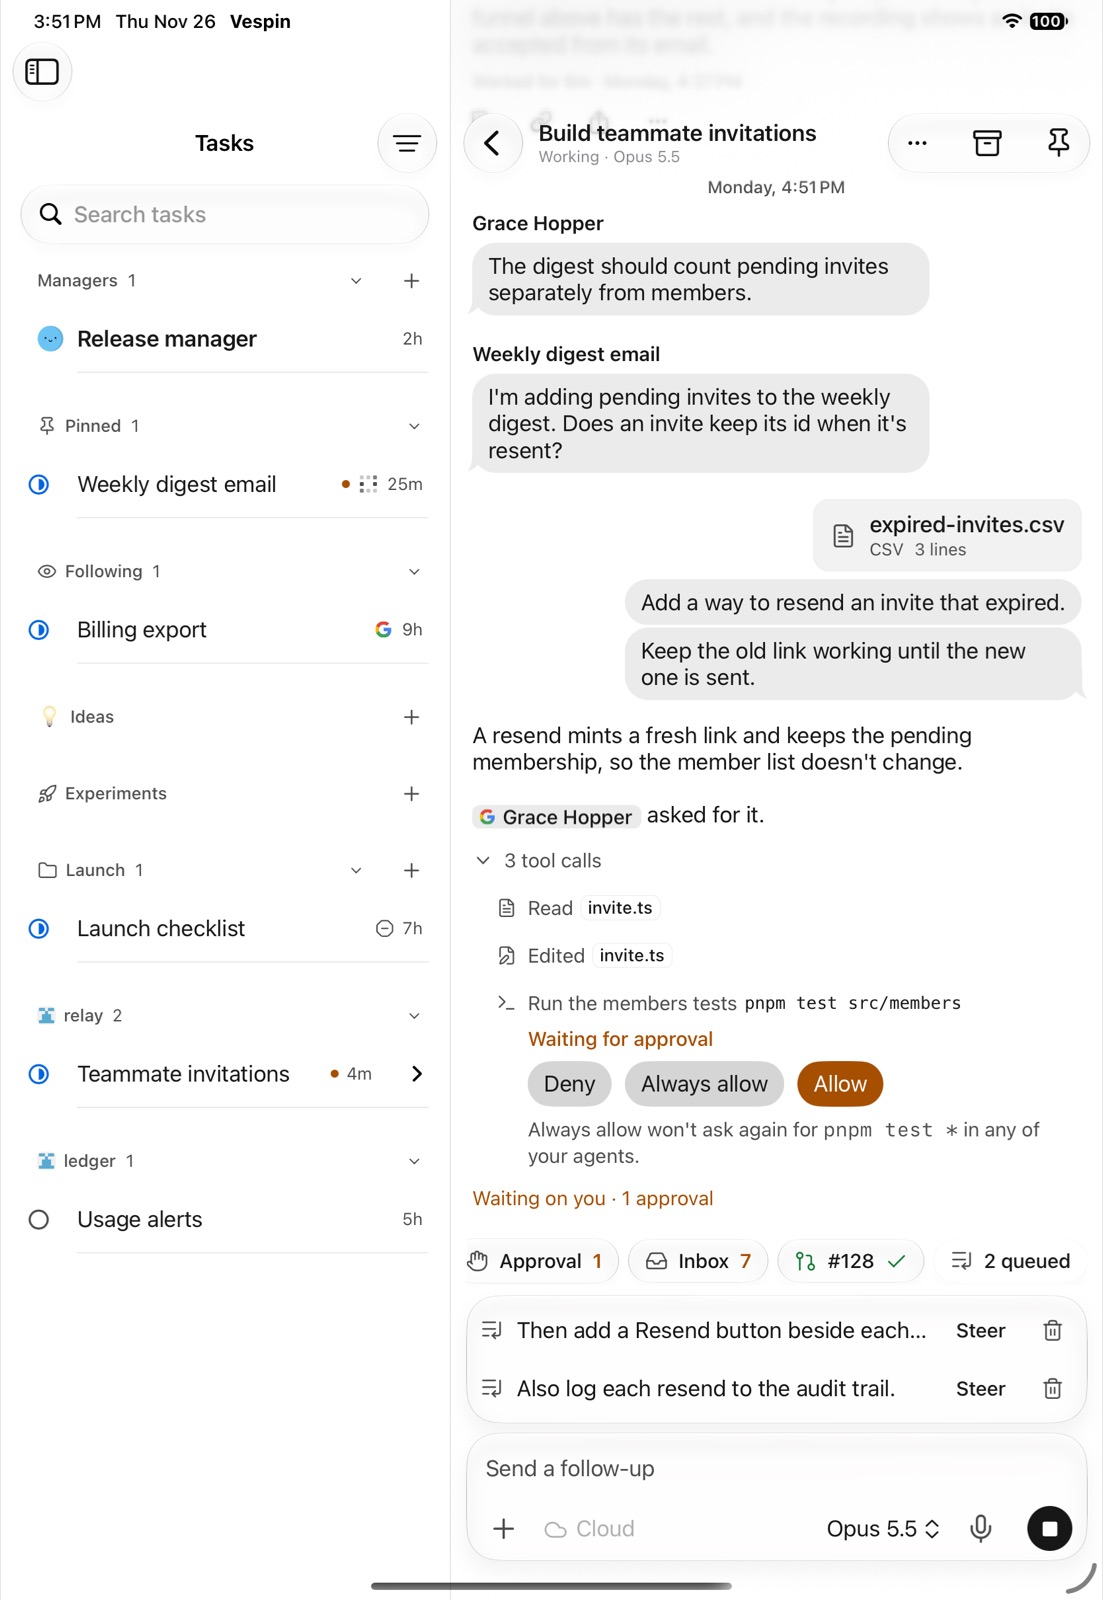 3:51 PM Thu Nov 26 Vespin
100
Tasks
Search tasks
Managers 1
Release manager 2h
Pinned 1
Weekly digest email 25m
Following 1
Billing export 9h
Ideas
Experiments
Launch 1
Launch checklist 7h
relay 2
Teammate invitations 4m
ledger 1
Usage alerts 5h
accepted from its email.
Build teammate invitations
Working · Opus 5.5
Monday, 4:51 PM
Grace Hopper
The digest should count pending invites
separately from members.
Weekly digest email
I'm adding pending invites to the weekly
digest. Does an invite keep its id when it's
resent?
expired-invites.csv
CSV 3 lines
Add a way to resend an invite that expired.
Keep the old link working until the new
one is sent.
A resend mints a fresh link and keeps the pending
membership, so the member list doesn't change.
Grace Hopper asked for it.
3 tool calls
Read invite.ts
Edited invite.ts
Run the members tests pnpm test src/members
Waiting for approval
Deny Always allow Allow
Always allow won't ask again for pnpm test * in any of
your agents.
Waiting on you · 1 approval
Approval 1 Inbox 7 #128 2 queued
Then add a Resend button beside each... Steer
Also log each resend to the audit trail. Steer
Send a follow-up
Cloud Opus 5.5